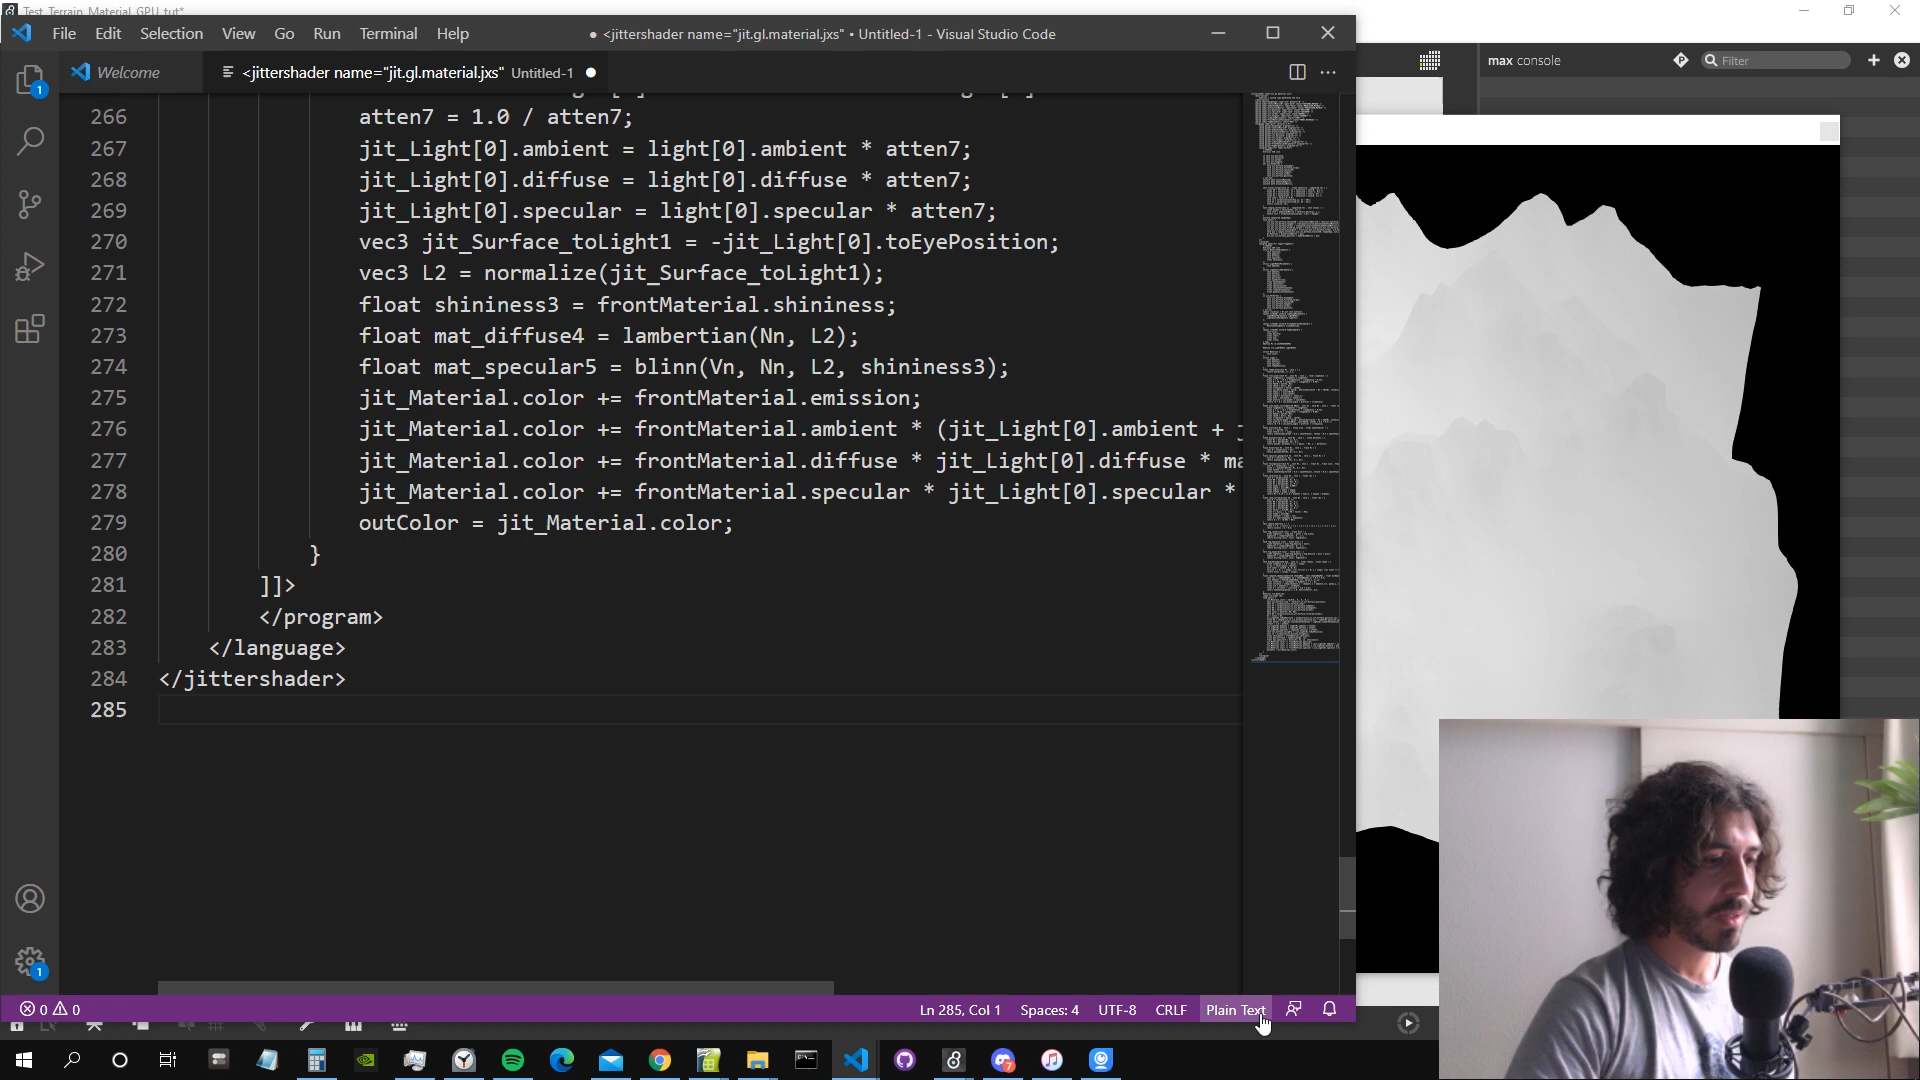 Test_Terrain_Material_GPU_tut*
File Edit Selection View Go Run Terminal Help
● <jittershader name="jit.gl.material.jxs" • Untitled-1 - Visual Studio Code
Welcome
<jittershader name="jit.gl.material.jxs" Untitled-1 ●
266 atten7 = 1.0 / atten7;
267 jit_Light[0].ambient = light[0].ambient * atten7;
268 jit_Light[0].diffuse = light[0].diffuse * atten7;
269 jit_Light[0].specular = light[0].specular * atten7;
270 vec3 jit_Surface_toLight1 = -jit_Light[0].toEyePosition;
271 vec3 L2 = normalize(jit_Surface_toLight1);
272 float shininess3 = frontMaterial.shininess;
273 float mat_diffuse4 = lambertian(Nn, L2);
274 float mat_specular5 = blinn(Vn, Nn, L2, shininess3);
275 jit_Material.color += frontMaterial.emission;
276 jit_Material.color += frontMaterial.ambient * (jit_Light[0].ambient +
277 jit_Material.color += frontMaterial.diffuse * jit_Light[0].diffuse *
278 jit_Material.color += frontMaterial.specular * jit_Light[0].specular *
279 outColor = jit_Material.color;
280 }
281 ]]>
282 </program>
283 </language>
284 </jittershader>
285
0 0
Ln 285, Col 1 Spaces: 4 UTF-8 CRLF Plain Text
max console
Filter
1
1